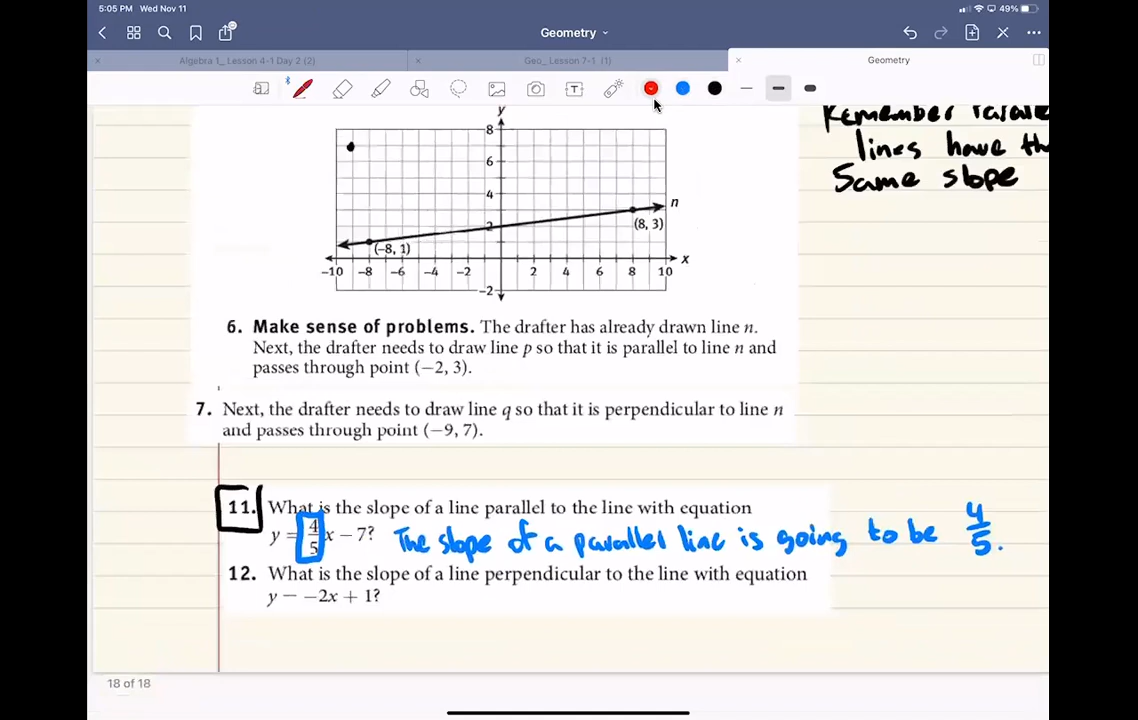 5:05 PM Wed Nov 11
49%
Geometry
Algebra 1_ Lesson 4-1 Day 2 (2)
Geo_ Lesson 7-1 (1)
Geometry
Remember
lines have
Same slope
y
8
6
4
2
n
(8, 3)
(−8, 1)
x
−10 −8 −6 −4 −2 2 4 6 8 10
−2
6. Make sense of problems. The drafter has already drawn line n.
Next, the drafter needs to draw line p so that it is parallel to line n and
passes through point (−2, 3).
7. Next, the drafter needs to draw line q so that it is perpendicular to line n
and passes through point (−9, 7).
11. What is the slope of a line parallel to the line with equation
y = 4/5 x − 7? The slope of a parallel line is going to be 4/5.
12. What is the slope of a line perpendicular to the line with equation
y − −2x + 1?
18 of 18